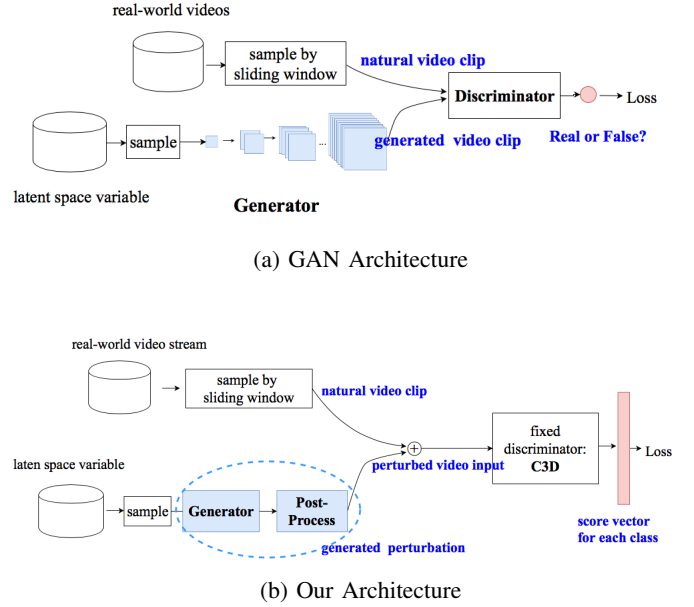 real-world videos
sample by
sliding window
natural video clip
Discriminator
Loss
Real or False?
sample
...
generated video clip
latent space variable
Generator
(a) GAN Architecture
real-world video stream
sample by
sliding window
natural video clip
fixed
discriminator:
C3D
Loss
laten space variable
perturbed video input
sample
Generator
Post-
Process
generated perturbation
score vector
for each class
(b) Our Architecture